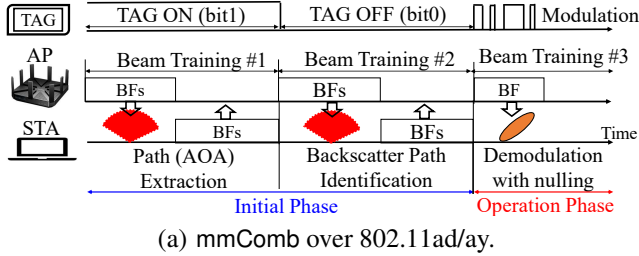 TAG
TAG ON (bit1)
TAG OFF (bit0)
Modulation
AP
Beam Training #1
Beam Training #2
Beam Training #3
BFs
BFs
BF
STA
BFs
BFs
Time
Path (AOA)
Extraction
Backscatter Path
Identification
Demodulation
with nulling
Initial Phase
Operation Phase
(a) mmComb over 802.11ad/ay.